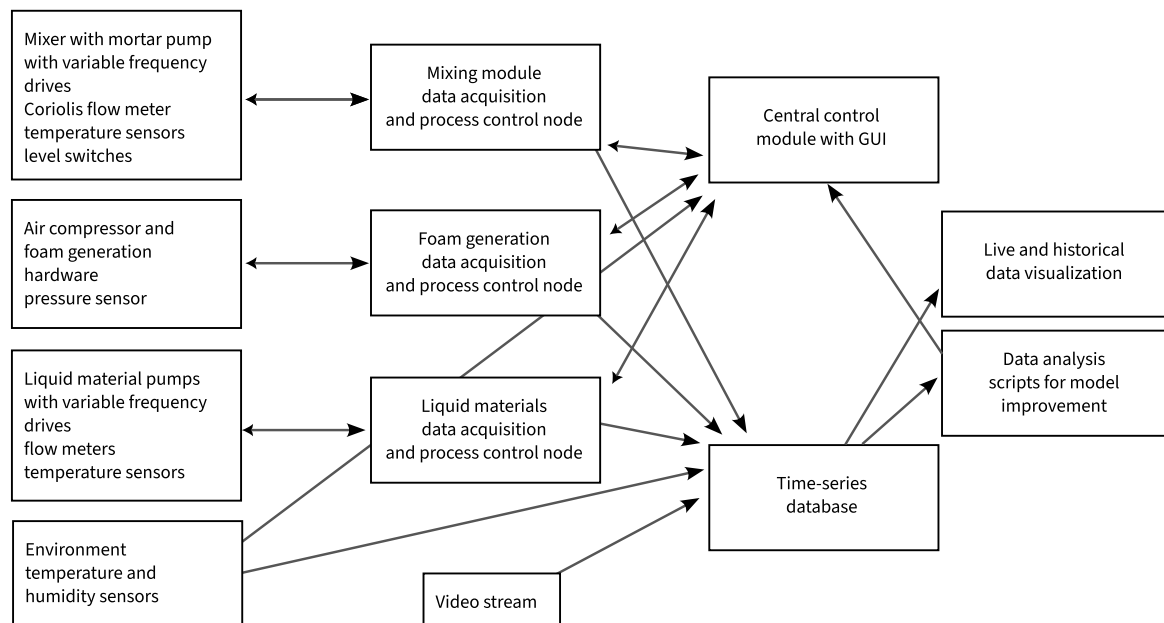 Mixer with mortar pump
with variable frequency
drives
Coriolis flow meter
temperature sensors
level switches
Mixing module
data acquisition
and process control node
Central control
module with GUI
Air compressor and
foam generation
hardware
pressure sensor
Foam generation
data acquisition
and process control node
Live and historical
data visualization
Liquid material pumps
with variable frequency
drives
flow meters
temperature sensors
Liquid materials
data acquisition
and process control node
Data analysis
scripts for model
improvement
Time-series
database
Environment
temperature and
humidity sensors
Video stream